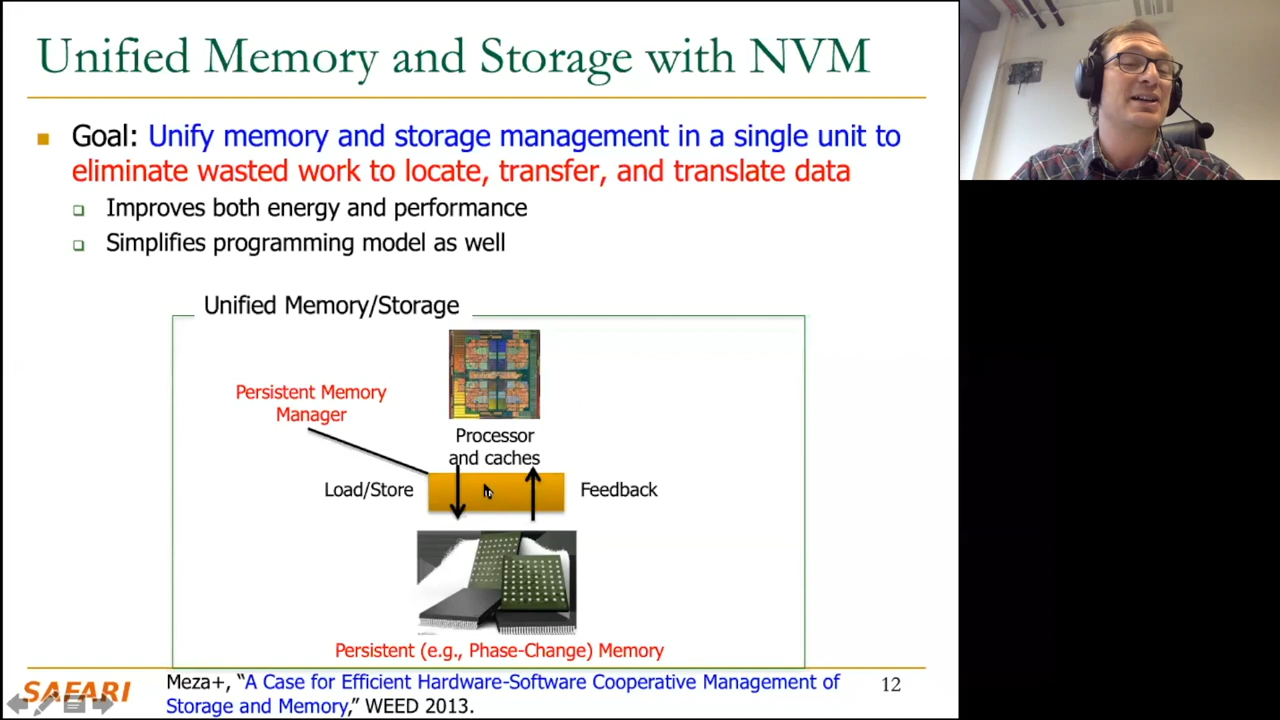 Unified Memory and Storage with NVM
Goal: Unify memory and storage management in a single unit to
eliminate wasted work to locate, transfer, and translate data
Improves both energy and performance
Simplifies programming model as well
Unified Memory/Storage
Persistent Memory
Manager
Processor
and caches
Load/Store
Feedback
Persistent (e.g., Phase-Change) Memory
SAFARI
Meza+, “A Case for Efficient Hardware-Software Cooperative Management of
Storage and Memory,” WEED 2013.
12